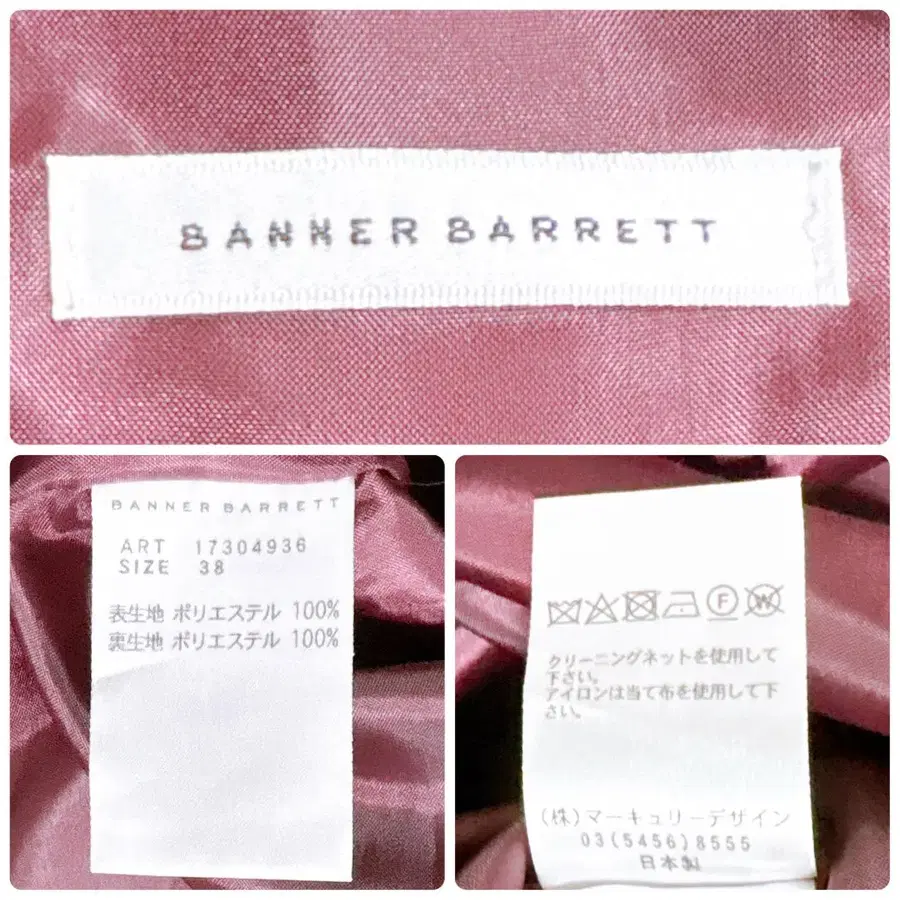 BANNER BARRETT
BANNER BARRETT
ART 17304936
SIZE 38
表生地 ポリエステル 100%
裏生地 ポリエステル 100%
F W
クリーニングネットを使用して
下さい。
アイロンは当て布を使用して下
さい。
(株)マーキュリーデザイン
03(5456)8555
日本製